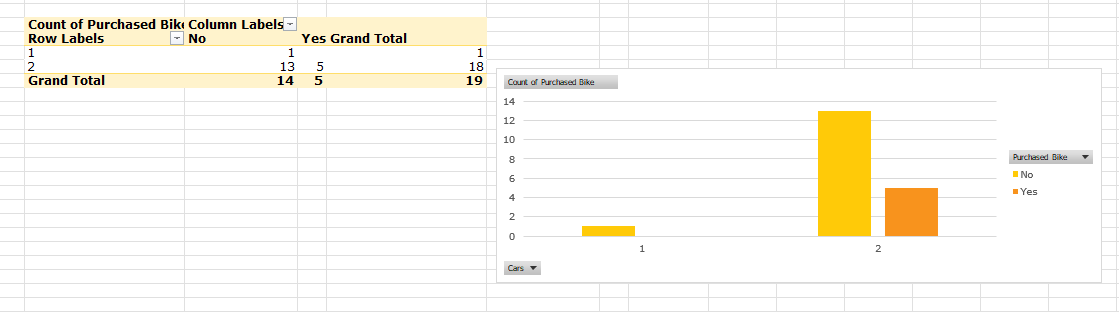 Count of Purchased Bike Column Labels
Row Labels No Yes Grand Total
1 1 1
2 13 5 18
Grand Total 14 5 19
Count of Purchased Bike
14
12
10
8
6
4
2
0
1 2
Cars
Purchased Bike
No
Yes